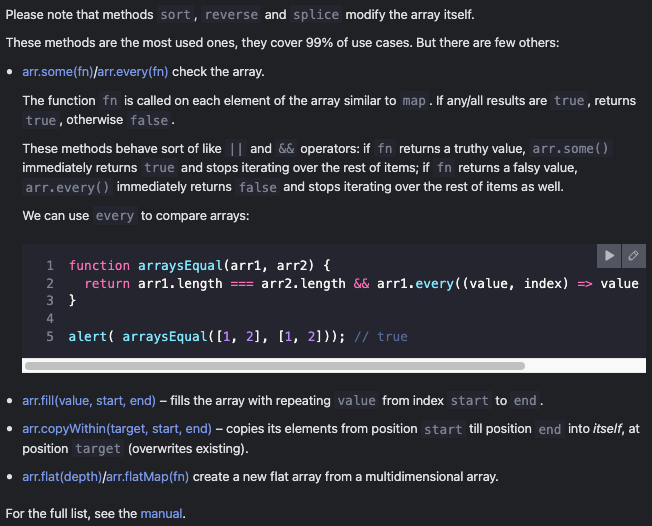 Please note that methods sort, reverse and splice modify the array itself.
These methods are the most used ones, they cover 99% of use cases. But there are few others:
• arr.some(fn)/arr.every(fn) check the array.
The function fn is called on each element of the array similar to map. If any/all results are true, returns
true, otherwise false.
These methods behave sort of like || and && operators: if fn returns a truthy value, arr.some()
immediately returns true and stops iterating over the rest of items; if fn returns a falsy value,
arr.every() immediately returns false and stops iterating over the rest of items as well.
We can use every to compare arrays:
1 function arraysEqual(arr1, arr2) {
2   return arr1.length === arr2.length && arr1.every((value, index) => value
3 }
4
5 alert( arraysEqual([1, 2], [1, 2])); // true
• arr.fill(value, start, end) – fills the array with repeating value from index start to end.
• arr.copyWithin(target, start, end) – copies its elements from position start till position end into itself, at
position target (overwrites existing).
• arr.flat(depth)/arr.flatMap(fn) create a new flat array from a multidimensional array.
For the full list, see the manual.